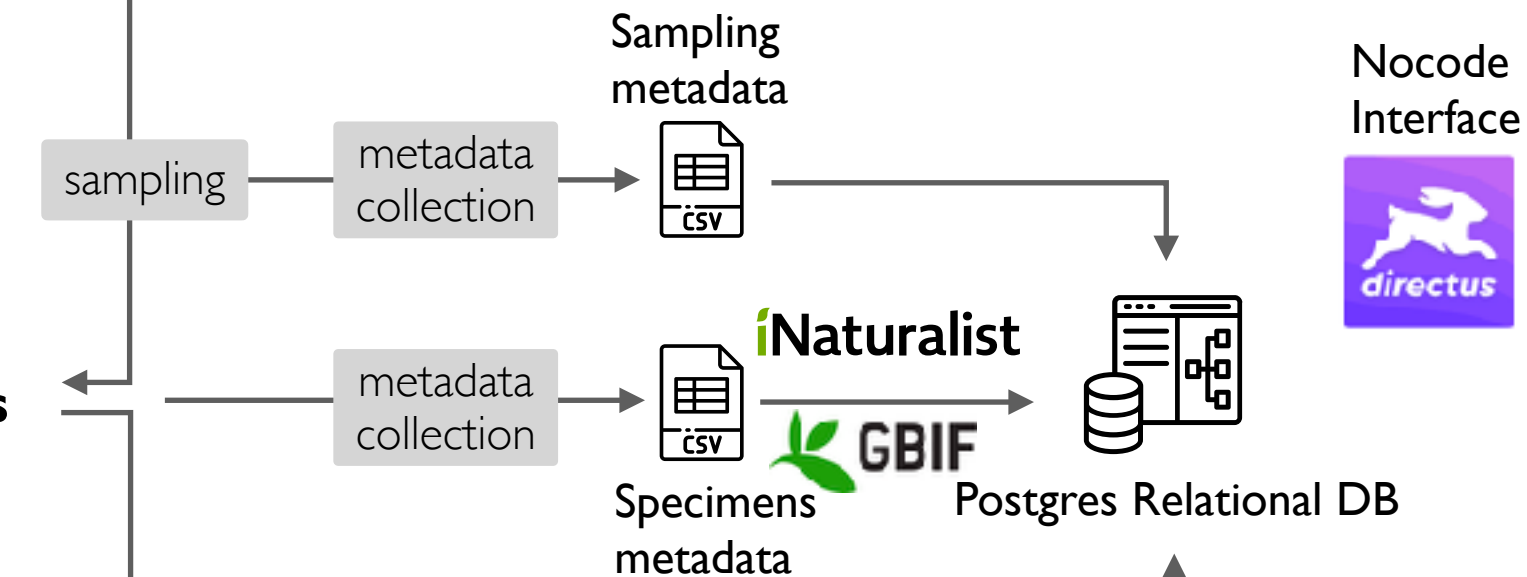 Sampling
metadata
Nocode
Interface
sampling
metadata
collection
CSV
directus
iNaturalist
metadata
collection
CSV
GBIF
s
Specimens
metadata
Postgres Relational DB